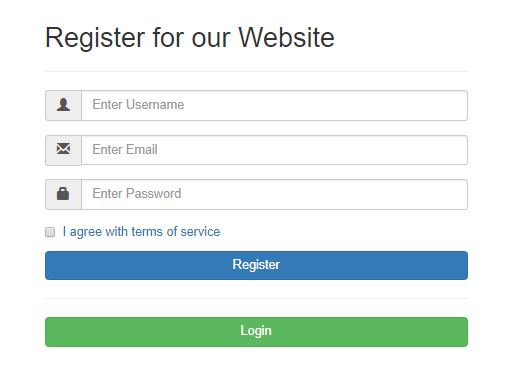 Register for our Website
Enter Username
Enter Email
Enter Password
I agree with terms of service
Register
Login